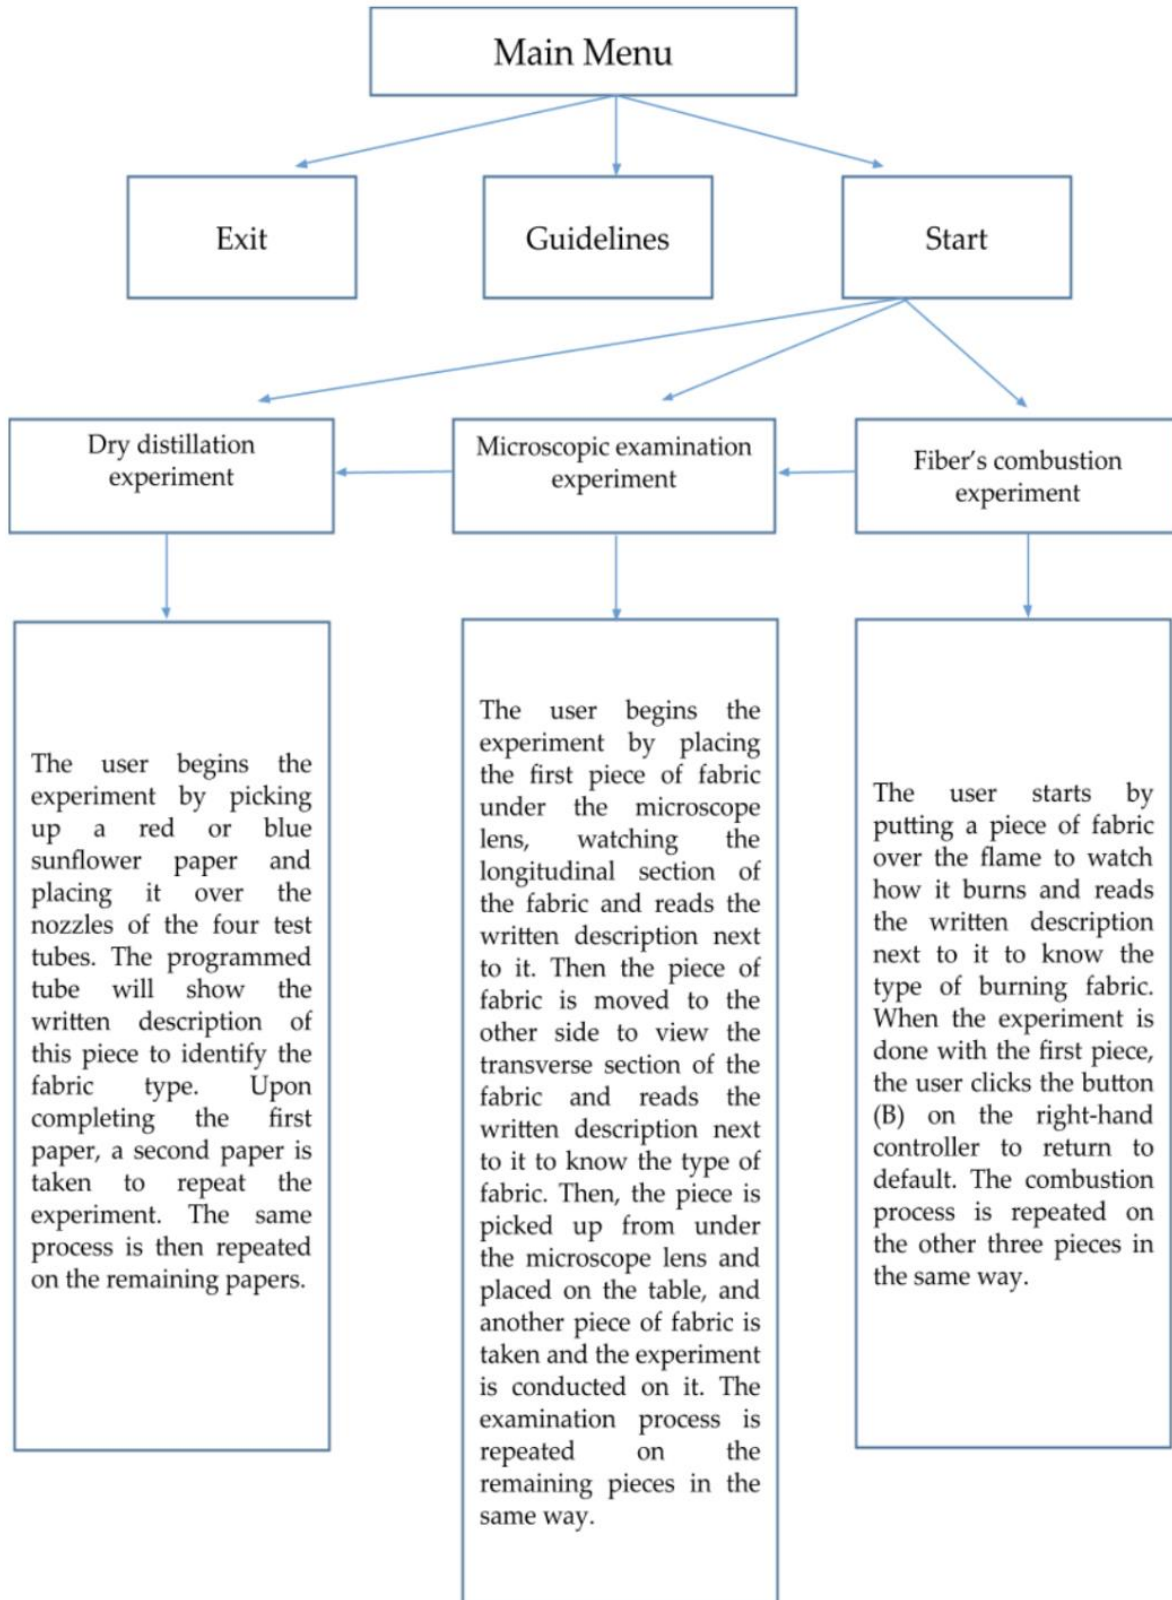 Main Menu
Exit
Guidelines
Start
Dry distillation
experiment
Microscopic examination
experiment
Fiber's combustion
experiment
The user begins the
experiment by picking
up a red or blue
sunflower paper and
placing it over the
nozzles of the four test
tubes. The programmed
tube will show the
written description of
this piece to identify the
fabric type. Upon
completing the first
paper, a second paper is
taken to repeat the
experiment. The same
process is then repeated
on the remaining papers.
The user begins the
experiment by placing
the first piece of fabric
under the microscope
lens, watching the
longitudinal section of
the fabric and reads the
written description next
to it. Then the piece of
fabric is moved to the
other side to view the
transverse section of the
fabric and reads the
written description next
to it to know the type of
fabric. Then, the piece is
picked up from under
the microscope lens and
placed on the table, and
another piece of fabric is
taken and the experiment
is conducted on it. The
examination process is
repeated on the
remaining pieces in the
same way.
The user starts by
putting a piece of fabric
over the flame to watch
how it burns and reads
the written description
next to it to know the
type of burning fabric.
When the experiment is
done with the first piece,
the user clicks the button
(B) on the right-hand
controller to return to
default. The combustion
process is repeated on
the other three pieces in
the same way.